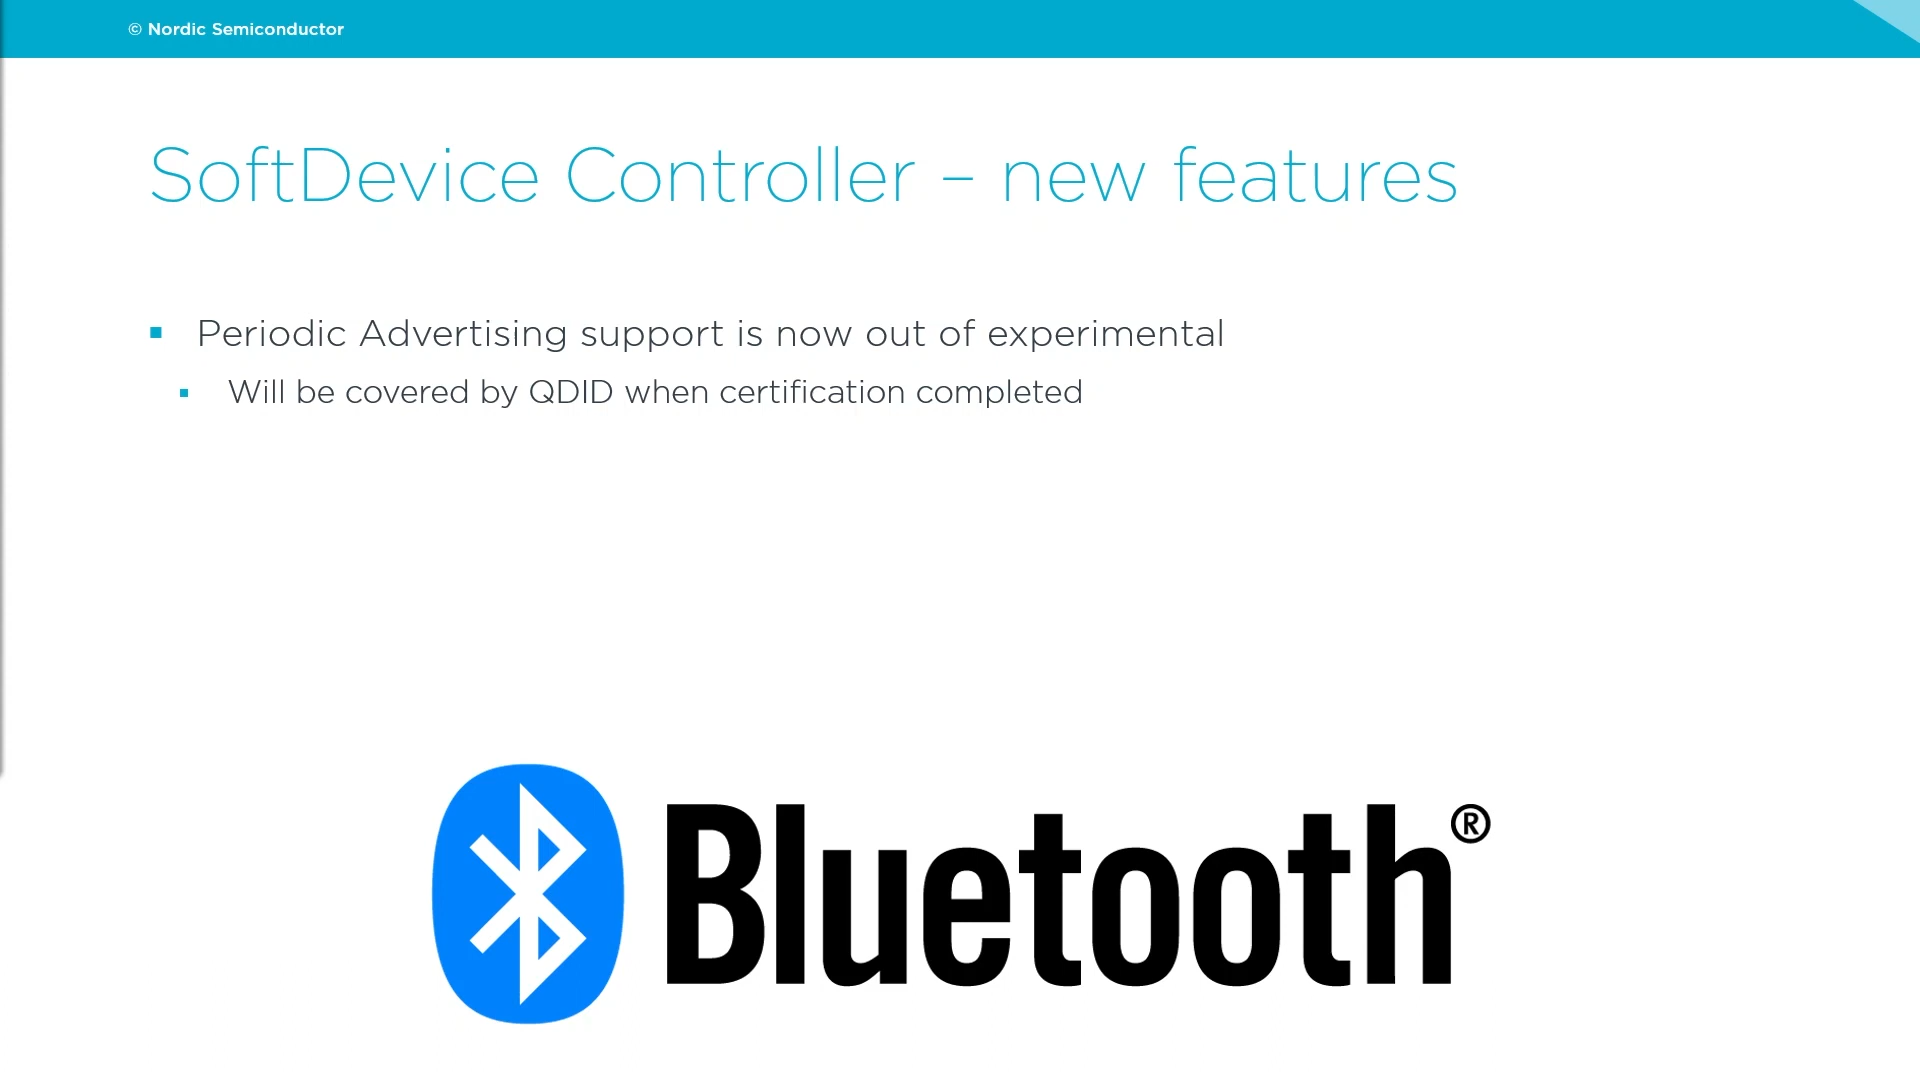 © Nordic Semiconductor
SoftDevice Controller – new features
▪ Periodic Advertising support is now out of experimental
▪ Will be covered by QDID when certification completed
Bluetooth®